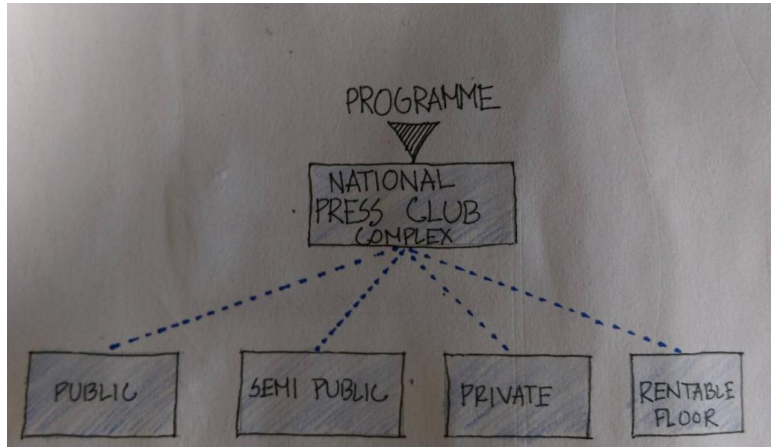 PROGRAMME
NATIONAL
PRESS CLUB
COMPLEX
PUBLIC
SEMI PUBLIC
PRIVATE
RENTABLE
FLOOR